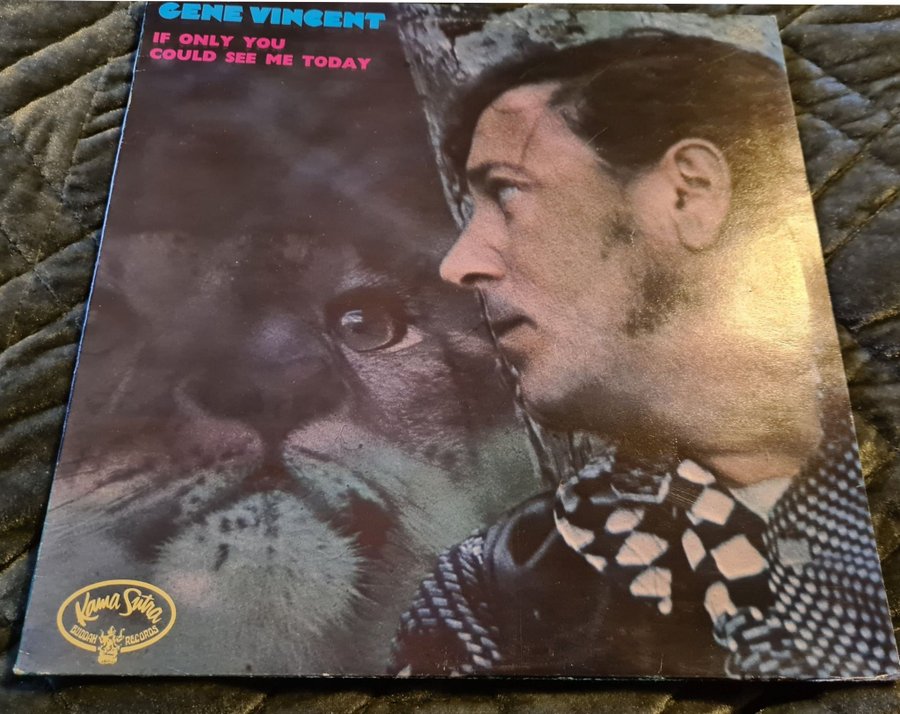 GENE VINCENT
IF ONLY YOU
COULD SEE ME TODAY
Kama Sutra
BUDDAH RECORDS